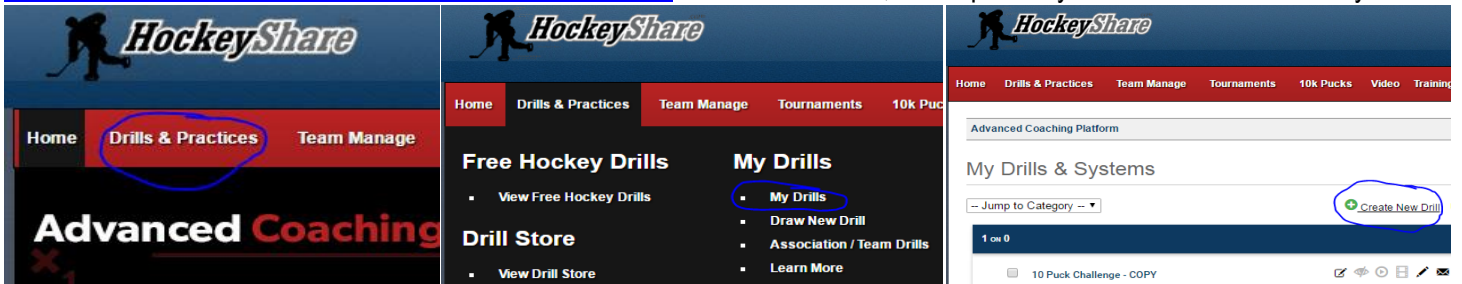 HockeyShare
Home Drills & Practices Team Manage
Advanced Coaching
HockeyShare
Home Drills & Practices Team Manage Tournaments 10k Puc
Free Hockey Drills
View Free Hockey Drills
Drill Store
View Drill Store
My Drills
My Drills
Draw New Drill
Association / Team Drills
Learn More
HockeyShare
Home Drills & Practices Team Manage Tournaments 10k Pucks Video Training
Advanced Coaching Platform
My Drills & Systems
-- Jump to Category --
Create New Drill
1 ON 0
10 Puck Challenge - COPY